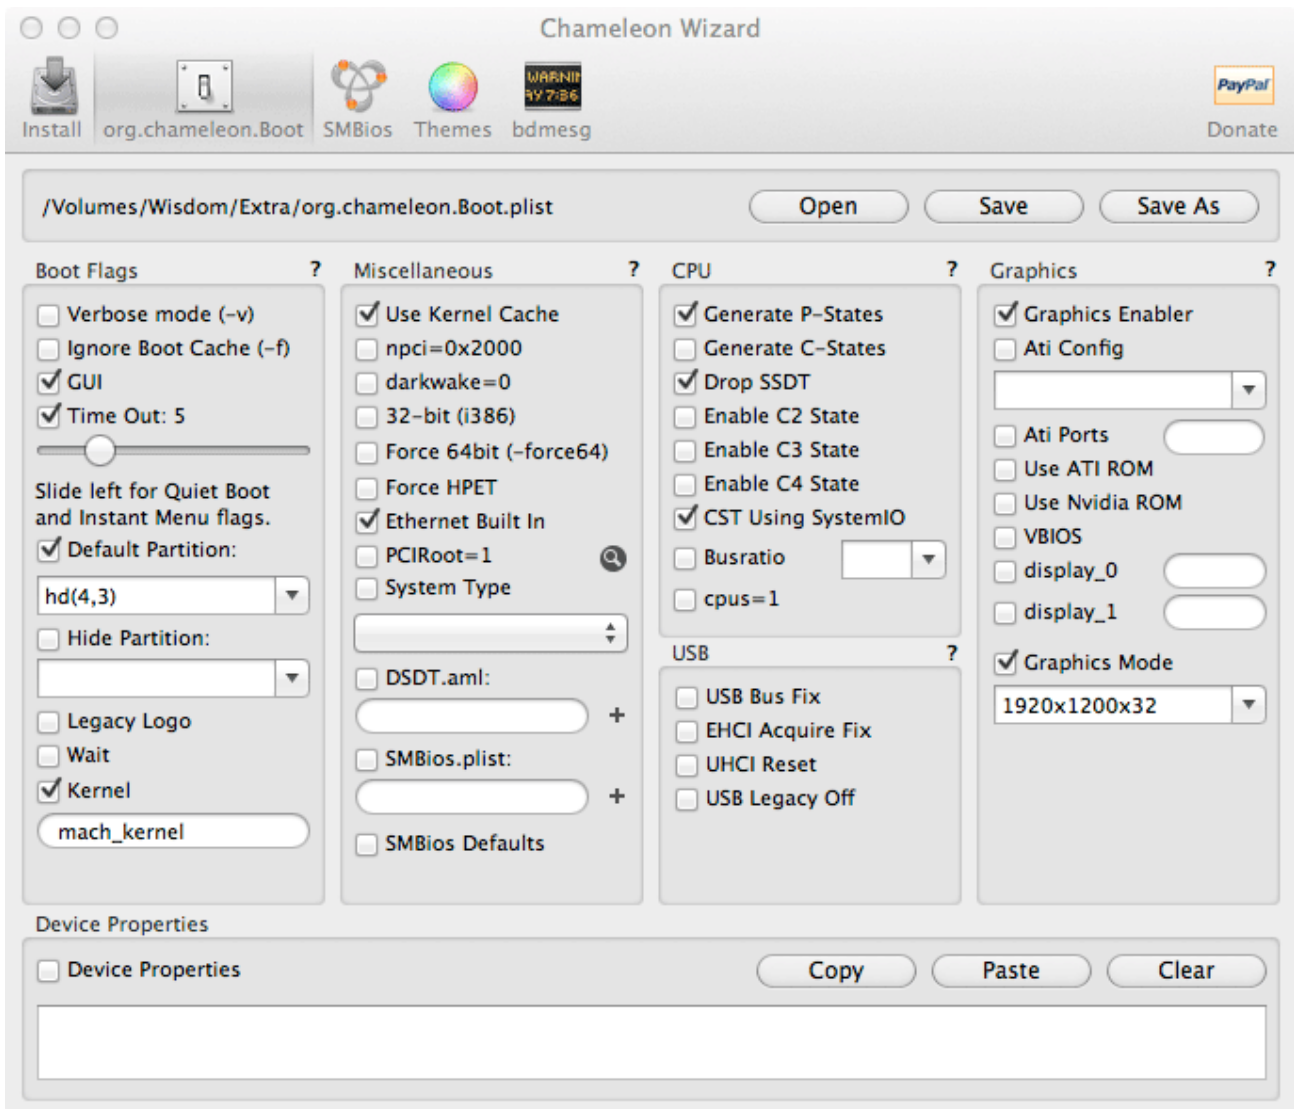 Chameleon Wizard
WARNIN
AY 7:36
PayPal
Install
org.chameleon.Boot
SMBios
Themes
bdmesg
Donate
/Volumes/Wisdom/Extra/org.chameleon.Boot.plist
Open
Save
Save As
Boot Flags ?
Verbose mode (-v)
Ignore Boot Cache (-f)
GUI
Time Out: 5
Slide left for Quiet Boot
and Instant Menu flags.
Default Partition:
hd(4,3)
Hide Partition:
Legacy Logo
Wait
Kernel
mach_kernel
Miscellaneous ?
Use Kernel Cache
npci=0x2000
darkwake=0
32-bit (i386)
Force 64bit (-force64)
Force HPET
Ethernet Built In
PCIRoot=1
System Type
DSDT.aml:
+
SMBios.plist:
+
SMBios Defaults
CPU ?
Generate P-States
Generate C-States
Drop SSDT
Enable C2 State
Enable C3 State
Enable C4 State
CST Using SystemIO
Busratio
cpus=1
USB ?
USB Bus Fix
EHCI Acquire Fix
UHCI Reset
USB Legacy Off
Graphics ?
Graphics Enabler
Ati Config
Ati Ports
Use ATI ROM
Use Nvidia ROM
VBIOS
display_0
display_1
Graphics Mode
1920x1200x32
Device Properties
Device Properties
Copy
Paste
Clear